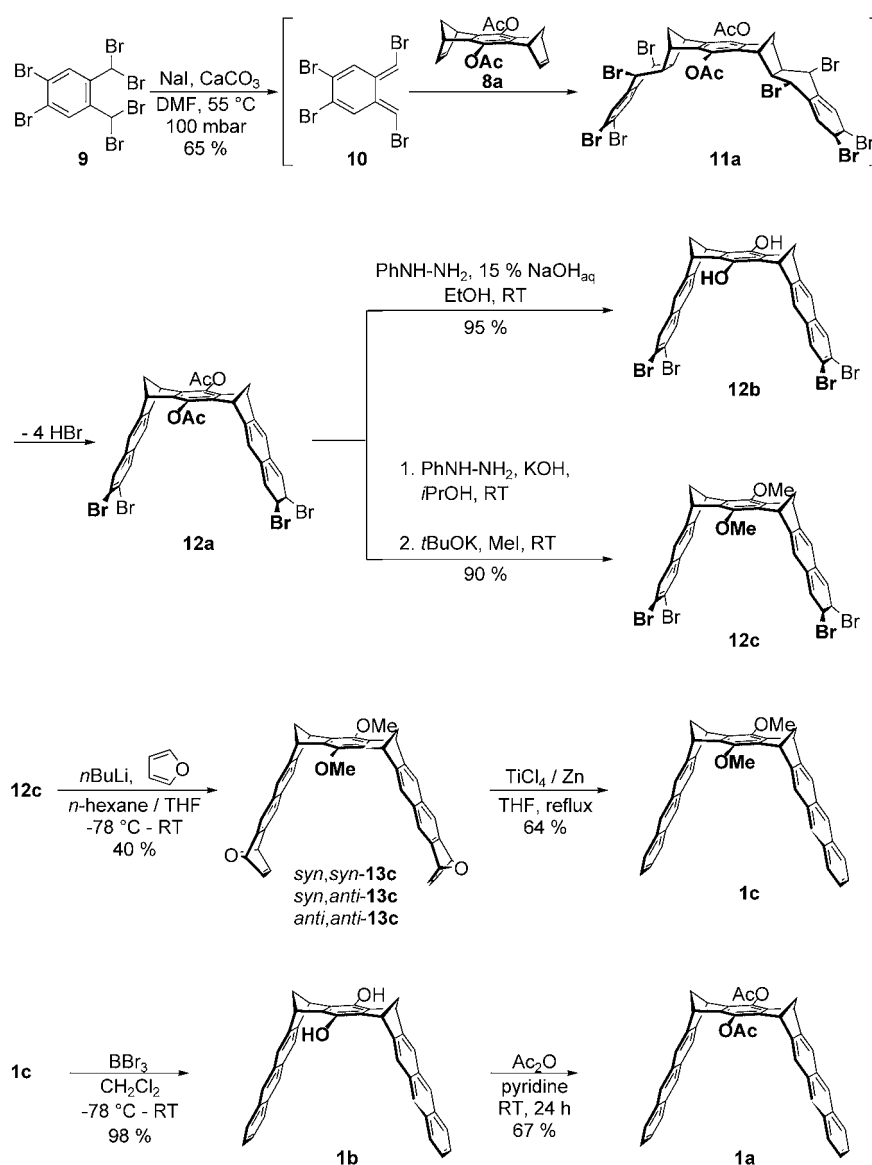 Br
Br
Br
Br
Br
Br
9
NaI, CaCO3
DMF, 55 °C
100 mbar
65 %
Br
Br
Br
Br
10
AcO
OAc
8a
AcO
OAc
Br
Br
Br
Br
Br
Br
Br
Br
11a
- 4 HBr
AcO
OAc
Br
Br
Br
Br
12a
PhNH-NH2, 15 % NaOHaq
EtOH, RT
95 %
OH
HO
Br
Br
Br
Br
12b
1. PhNH-NH2, KOH,
iPrOH, RT
2. tBuOK, MeI, RT
90 %
OMe
OMe
Br
Br
Br
Br
12c
12c
nBuLi,
O
n-hexane / THF
-78 °C - RT
40 %
OMe
OMe
O
O
syn,syn-13c
syn,anti-13c
anti,anti-13c
TiCl4 / Zn
THF, reflux
64 %
OMe
OMe
1c
1c
BBr3
CH2Cl2
-78 °C - RT
98 %
OH
HO
1b
Ac2O
pyridine
RT, 24 h
67 %
AcO
OAc
1a